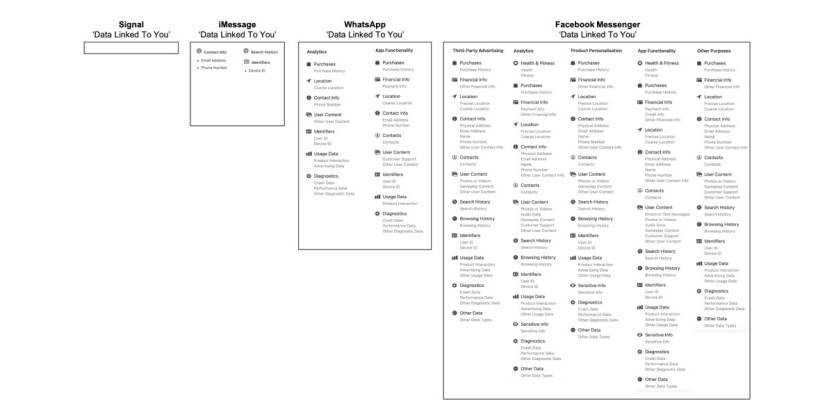 Signal
'Data Linked To You'
iMessage
'Data Linked To You'
Contact Info
Email Address
Phone Number
Search History
Identifiers
Device ID
WhatsApp
'Data Linked To You'
Analytics
Purchases
Purchase History
Location
Coarse Location
Contact Info
Phone Number
User Content
Other User Content
Identifiers
User ID
Device ID
Usage Data
Product Interaction
Advertising Data
Diagnostics
Crash Data
Performance Data
Other Diagnostic Data
App Functionality
Purchases
Purchase History
Financial Info
Payment Info
Location
Coarse Location
Contact Info
Email Address
Phone Number
Contacts
Contacts
User Content
Customer Support
Other User Content
Identifiers
User ID
Device ID
Usage Data
Product Interaction
Diagnostics
Crash Data
Performance Data
Other Diagnostic Data
Facebook Messenger
'Data Linked To You'
Third-Party Advertising
Purchases
Purchase History
Financial Info
Other Financial Info
Location
Precise Location
Coarse Location
Contact Info
Physical Address
Email Address
Name
Phone Number
Other User Contact Info
Contacts
Contacts
User Content
Photos or Videos
Gameplay Content
Other User Content
Search History
Search History
Browsing History
Browsing History
Identifiers
User ID
Device ID
Usage Data
Product Interaction
Advertising Data
Other Usage Data
Diagnostics
Crash Data
Performance Data
Other Diagnostic Data
Other Data
Other Data Types
Analytics
Health & Fitness
Health
Fitness
Purchases
Purchase History
Financial Info
Payment Info
Other Financial Info
Location
Precise Location
Coarse Location
Contact Info
Physical Address
Email Address
Name
Phone Number
Other User Contact Info
Contacts
Contacts
User Content
Photos or Videos
Audio Data
Gameplay Content
Customer Support
Other User Content
Search History
Search History
Browsing History
Browsing History
Identifiers
User ID
Device ID
Usage Data
Product Interaction
Advertising Data
Other Usage Data
Sensitive Info
Sensitive Info
Diagnostics
Crash Data
Performance Data
Other Diagnostic Data
Other Data
Other Data Types
Product Personalisation
Purchases
Purchase History
Financial Info
Other Financial Info
Location
Precise Location
Coarse Location
Contact Info
Physical Address
Email Address
Name
Phone Number
Other User Contact Info
Contacts
Contacts
User Content
Photos or Videos
Gameplay Content
Other User Content
Search History
Search History
Browsing History
Browsing History
Identifiers
User ID
Device ID
Usage Data
Product Interaction
Advertising Data
Other Usage Data
Sensitive Info
Sensitive Info
Diagnostics
Crash Data
Performance Data
Other Diagnostic Data
Other Data
Other Data Types
App Functionality
Health & Fitness
Health
Fitness
Purchases
Purchase History
Financial Info
Payment Info
Credit Info
Other Financial Info
Location
Precise Location
Coarse Location
Contact Info
Physical Address
Email Address
Name
Phone Number
Other User Contact Info
Contacts
Contacts
User Content
Emails or Text Messages
Photos or Videos
Audio Data
Gameplay Content
Customer Support
Other User Content
Search History
Search History
Browsing History
Browsing History
Identifiers
User ID
Device ID
Usage Data
Product Interaction
Advertising Data
Other Usage Data
Sensitive Info
Sensitive Info
Diagnostics
Crash Data
Performance Data
Other Diagnostic Data
Other Data
Other Data Types
Other Purposes
Purchases
Purchase History
Financial Info
Other Financial Info
Location
Precise Location
Coarse Location
Contact Info
Physical Address
Email Address
Name
Phone Number
Other User Contact Info
Contacts
Contacts
User Content
Photos or Videos
Gameplay Content
Customer Support
Other User Content
Search History
Search History
Browsing History
Browsing History
Identifiers
User ID
Device ID
Usage Data
Product Interaction
Advertising Data
Other Usage Data
Diagnostics
Crash Data
Performance Data
Other Diagnostic Data
Other Data
Other Data Types